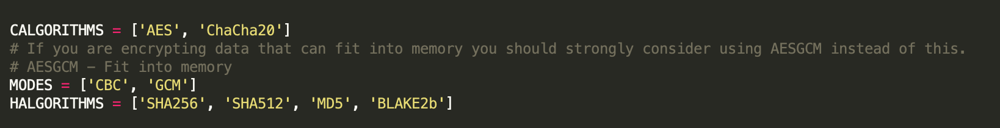 CALGORITHMS = ['AES', 'ChaCha20']
# If you are encrypting data that can fit into memory you should strongly consider using AESGCM instead of this.
# AESGCM – Fit into memory
MODES = ['CBC', 'GCM']
HALGORITHMS = ['SHA256', 'SHA512', 'MD5', 'BLAKE2b']